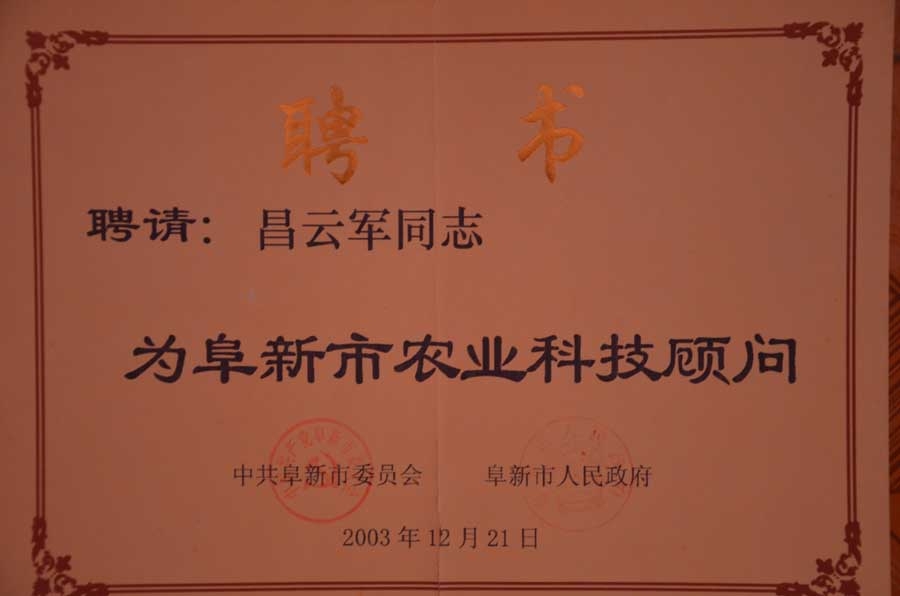 聘 书
聘请：昌云军同志
为阜新市农业科技顾问
中共阜新市委员会 阜新市人民政府
2003年12月21日